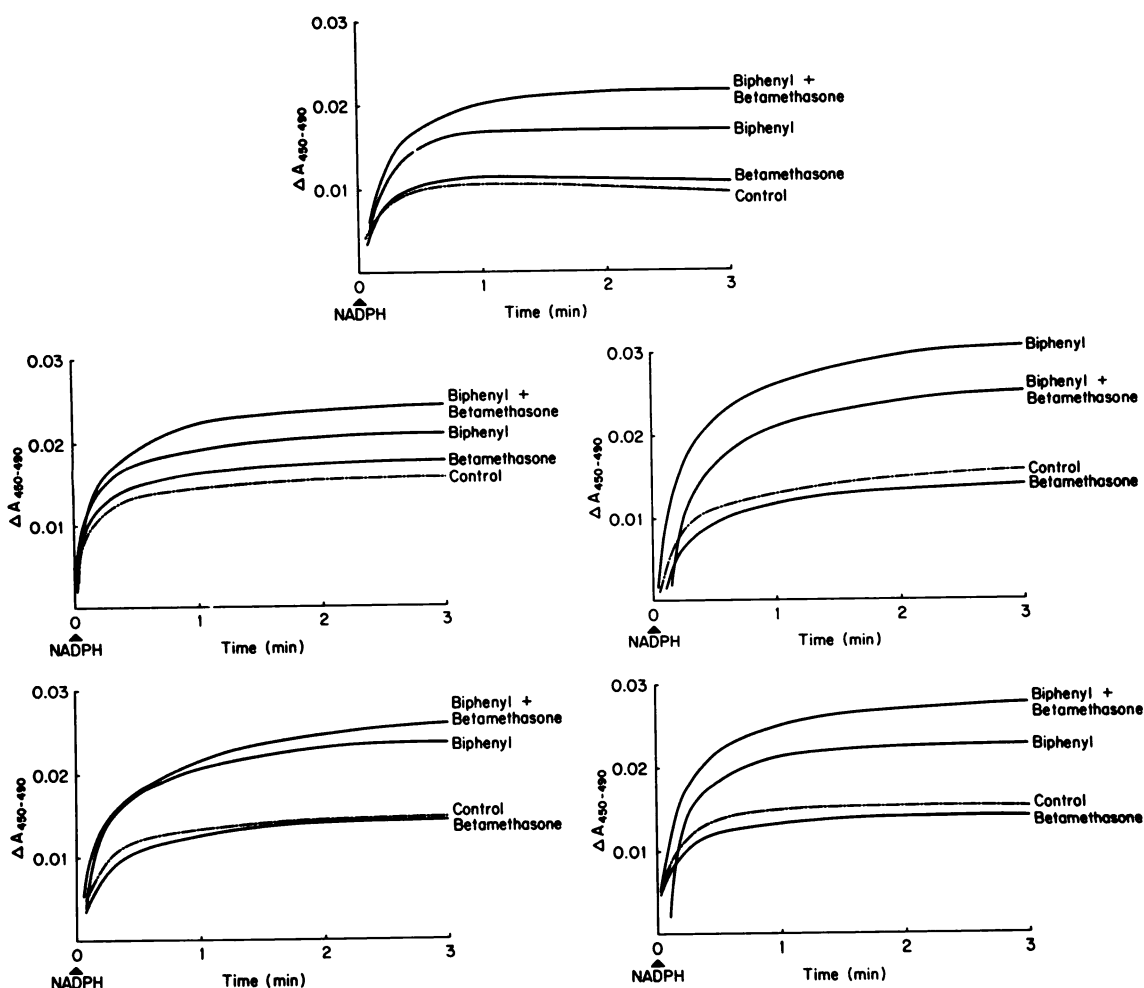 0.03
0.02
0.01
Δ A450-490
Biphenyl +
Betamethasone
Biphenyl
Betamethasone
Control
0
1
2
3
NADPH
Time (min)
0.03
0.02
0.01
Δ A450-490
Biphenyl +
Betamethasone
Biphenyl
Betamethasone
Control
0
1
2
3
NADPH
Time (min)
0.03
0.02
0.01
Δ A450-490
Biphenyl
Biphenyl +
Betamethasone
Control
Betamethasone
0
1
2
3
NADPH
Time (min)
0.03
0.02
0.01
Δ A450-490
Biphenyl +
Betamethasone
Biphenyl
Control
Betamethasone
0
1
2
3
NADPH
Time (min)
0.03
0.02
0.01
Δ A450-490
Biphenyl +
Betamethasone
Biphenyl
Control
Betamethasone
0
1
2
3
NADPH
Time (min)